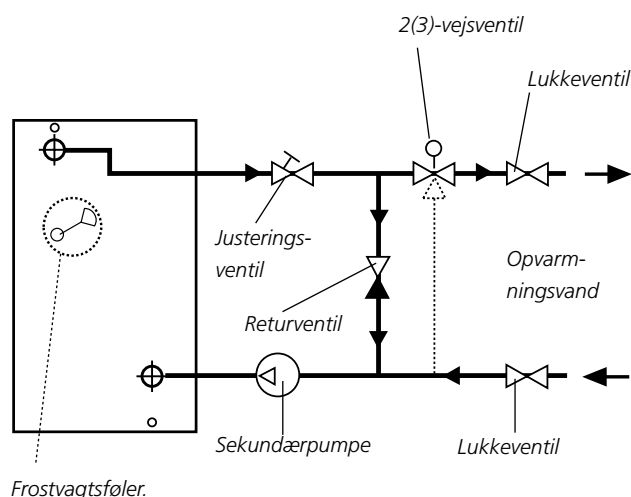 2(3)-vejsventil
Lukkeventil
Justerings-
ventil
Opvarm-
ningsvand
Returventil
Sekundærpumpe
Lukkeventil
Frostvagtsføler.